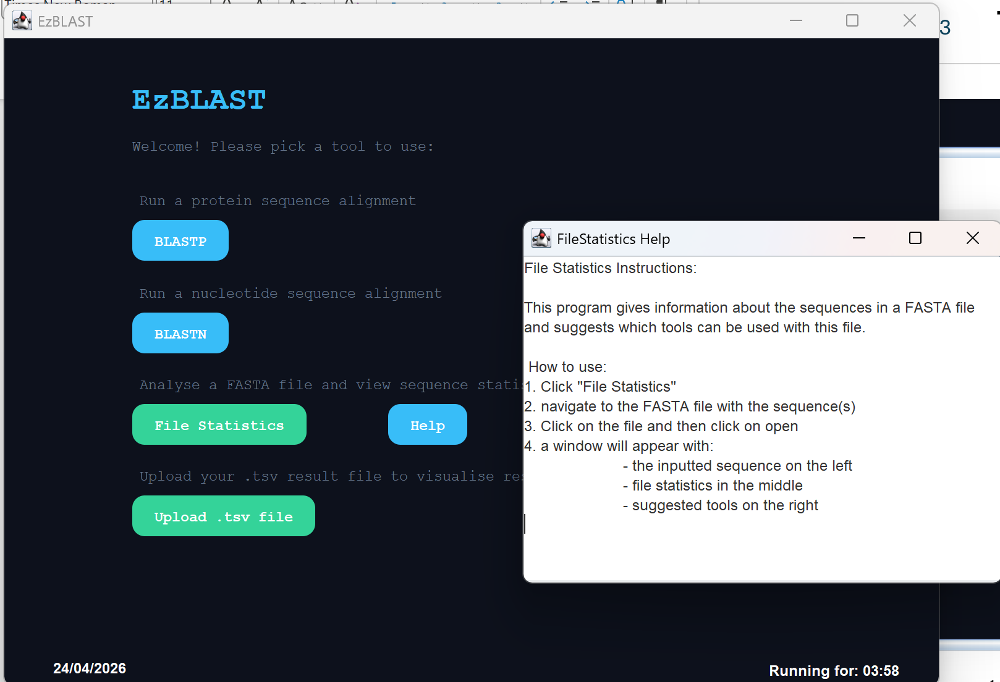 Times New Roman
11
EzBLAST
3
EzBLAST
Welcome! Please pick a tool to use:
Run a protein sequence alignment
BLASTP
Run a nucleotide sequence alignment
BLASTN
Analyse a FASTA file and view sequence
File Statistics
Help
Upload your .tsv result file to visualise
Upload .tsv file
24/04/2026
Running for: 03:58
FileStatistics Help
File Statistics Instructions:
This program gives information about the sequences in a FASTA file
and suggests which tools can be used with this file.
How to use:
1. Click "File Statistics"
2. navigate to the FASTA file with the sequence(s)
3. Click on the file and then click on open
4. a window will appear with:
- the inputted sequence on the left
- file statistics in the middle
- suggested tools on the right